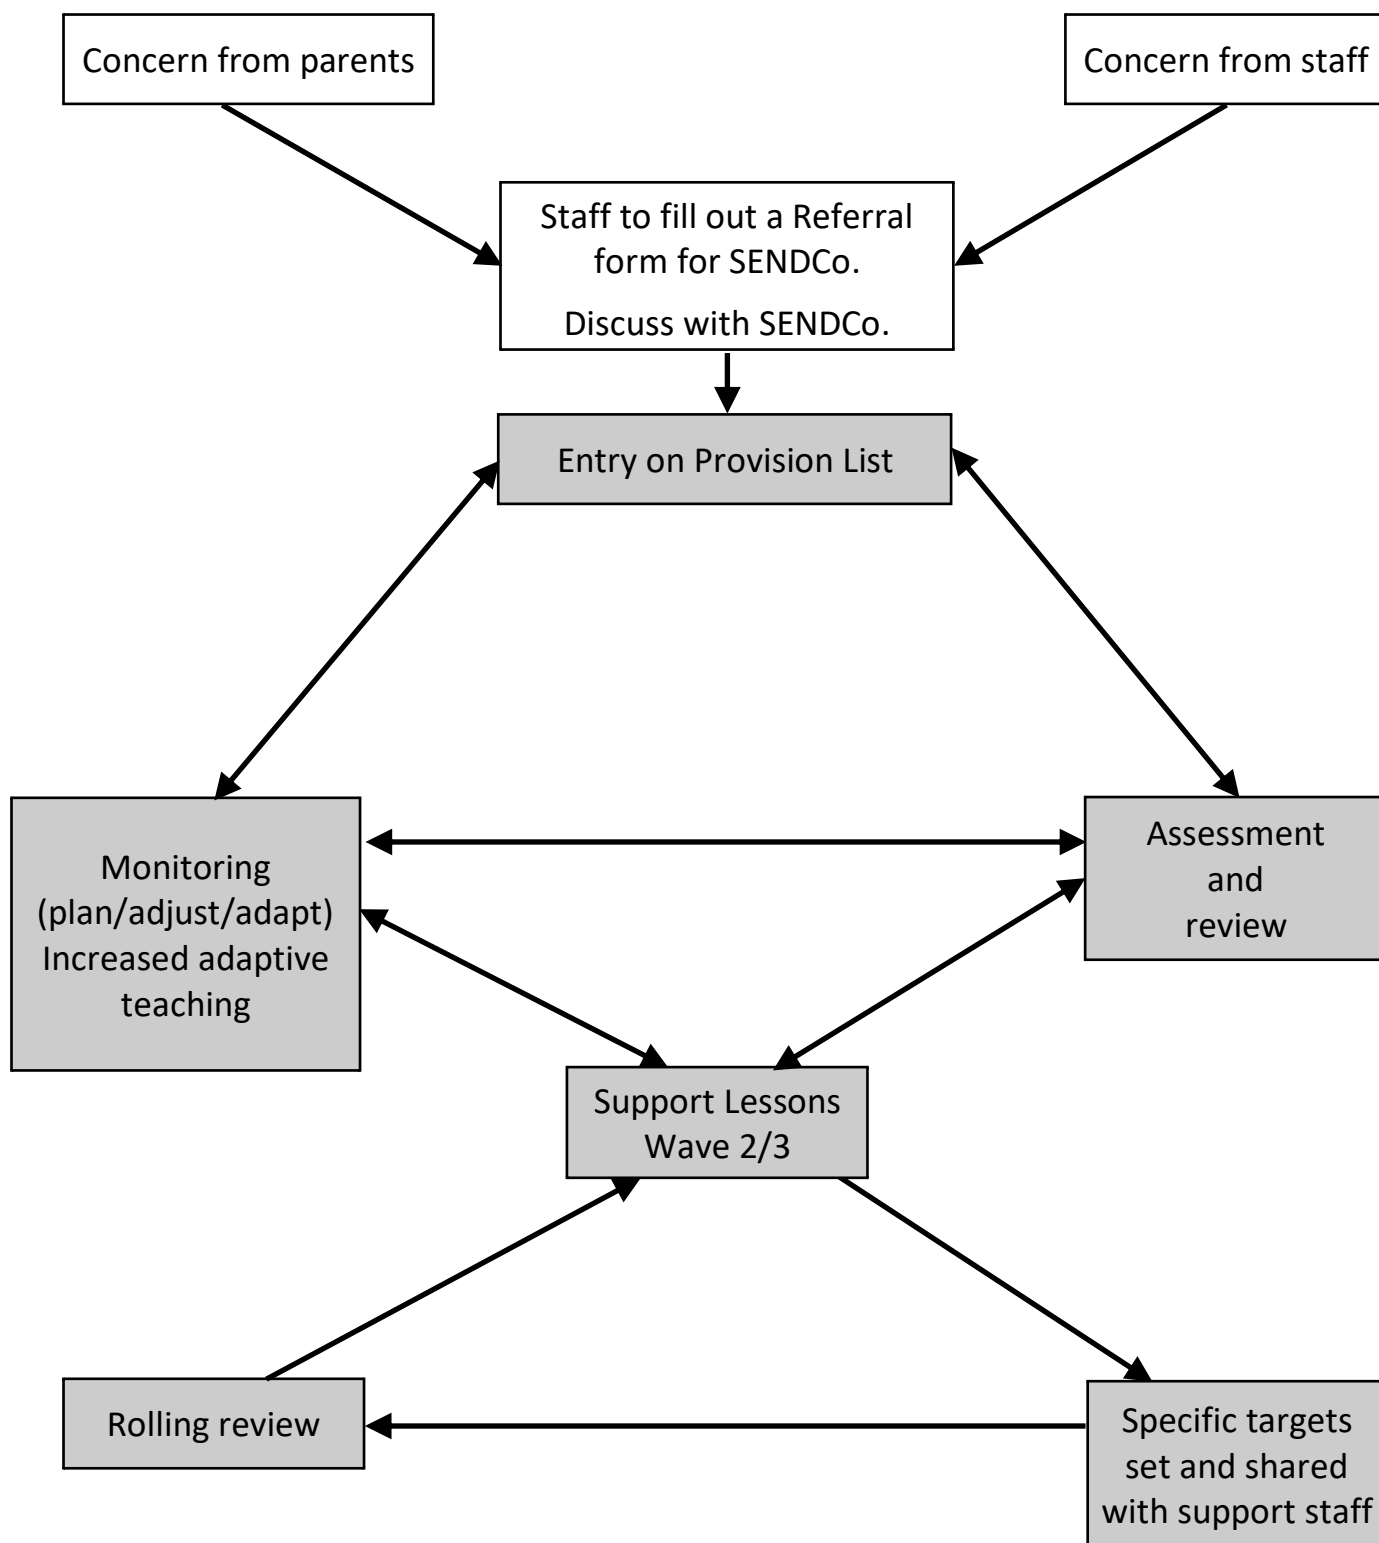 Concern from parents
Concern from staff
Staff to fill out a Referral
form for SENDCo.
Discuss with SENDCo.
Entry on Provision List
Monitoring
(plan/adjust/adapt)
Increased adaptive
teaching
Assessment
and
review
Support Lessons
Wave 2/3
Rolling review
Specific targets
set and shared
with support staff